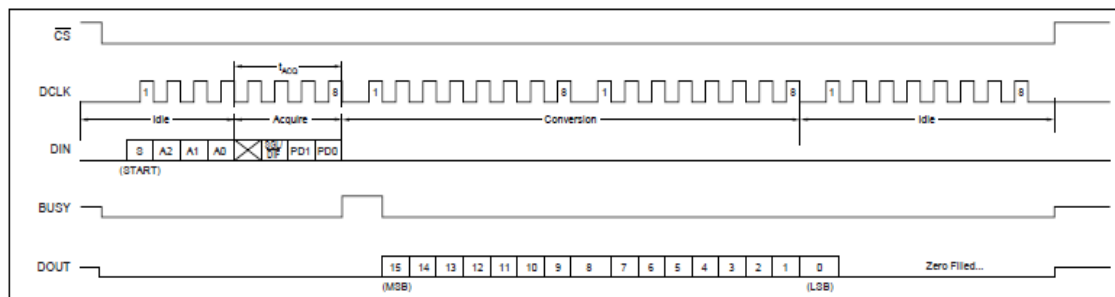 CS
tACQ
DCLK 1 8 1 8 1 8 1 8
Idle Acquire Conversion Idle
DIN S A2 A1 A0 SGL/DIF PD1 PD0
(START)
BUSY
DOUT 15 14 13 12 11 10 9 8 7 6 5 4 3 2 1 0 Zero Filled...
(MSB) (LSB)